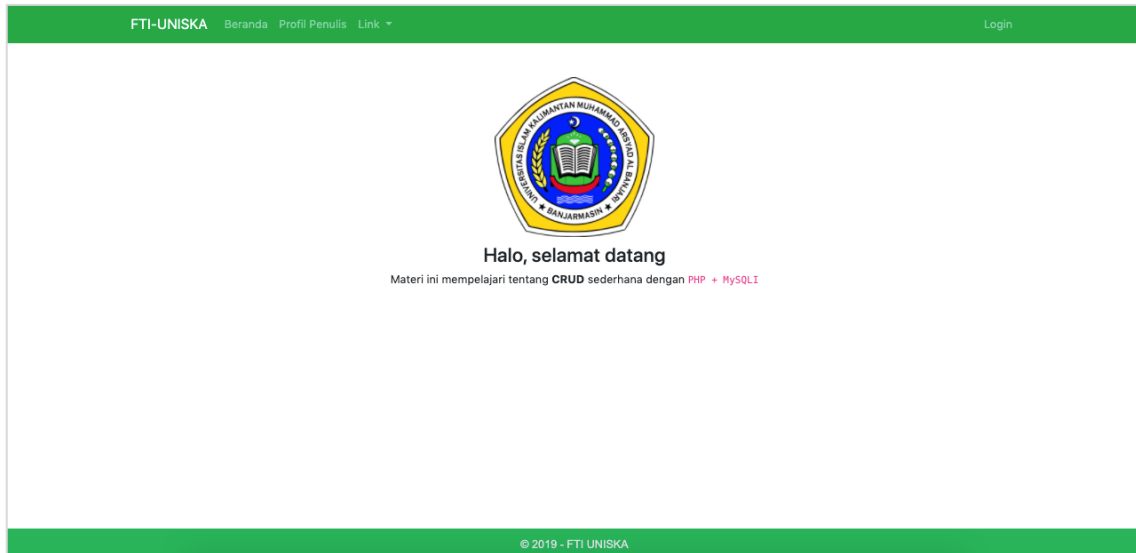 FTI-UNISKA Beranda Profil Penulis Link Login
UNIVERSITAS ISLAM KALIMANTAN MUHAMMAD ARSYAD AL BANJARI
★ BANJARMASIN ★
Halo, selamat datang
Materi ini mempelajari tentang CRUD sederhana dengan PHP + MySQLI
© 2019 - FTI UNISKA